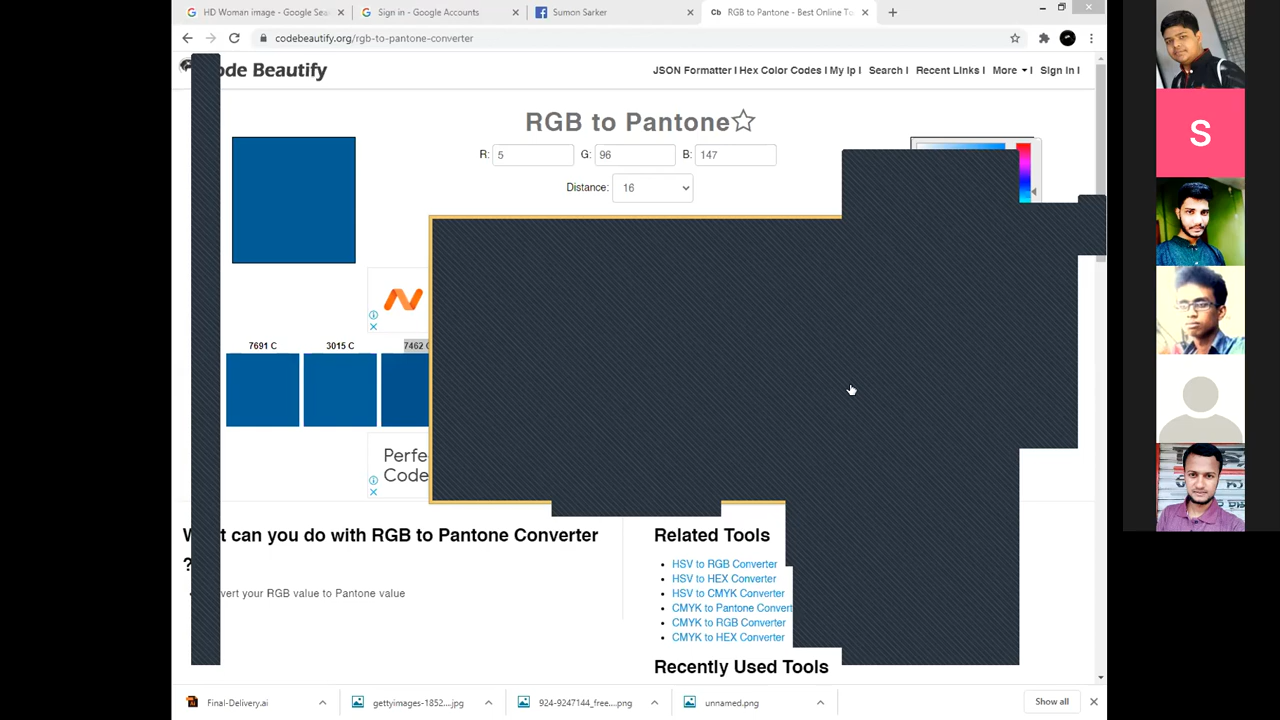 HD Woman image - Google Sea
Sign in - Google Accounts
Sumon Sarker
RGB to Pantone - Best Online To
codebeautify.org/rgb-to-pantone-converter
ode Beautify
JSON Formatter I Hex Color Codes I My Ip I Search I Recent Links I More I Sign In I
RGB to Pantone
R: 5 G: 96 B: 147
Distance: 16
7691 C 3015 C 7462 C
Perfe
Code
can you do with RGB to Pantone Converter
?
vert your RGB value to Pantone value
Related Tools
HSV to RGB Converter
HSV to HEX Converter
HSV to CMYK Converter
CMYK to Pantone Convert
CMYK to RGB Converter
CMYK to HEX Converter
Recently Used Tools
Final-Delivery.ai
gettyimages-1852....jpg
924-9247144_free....png
unnamed.png
Show all
S